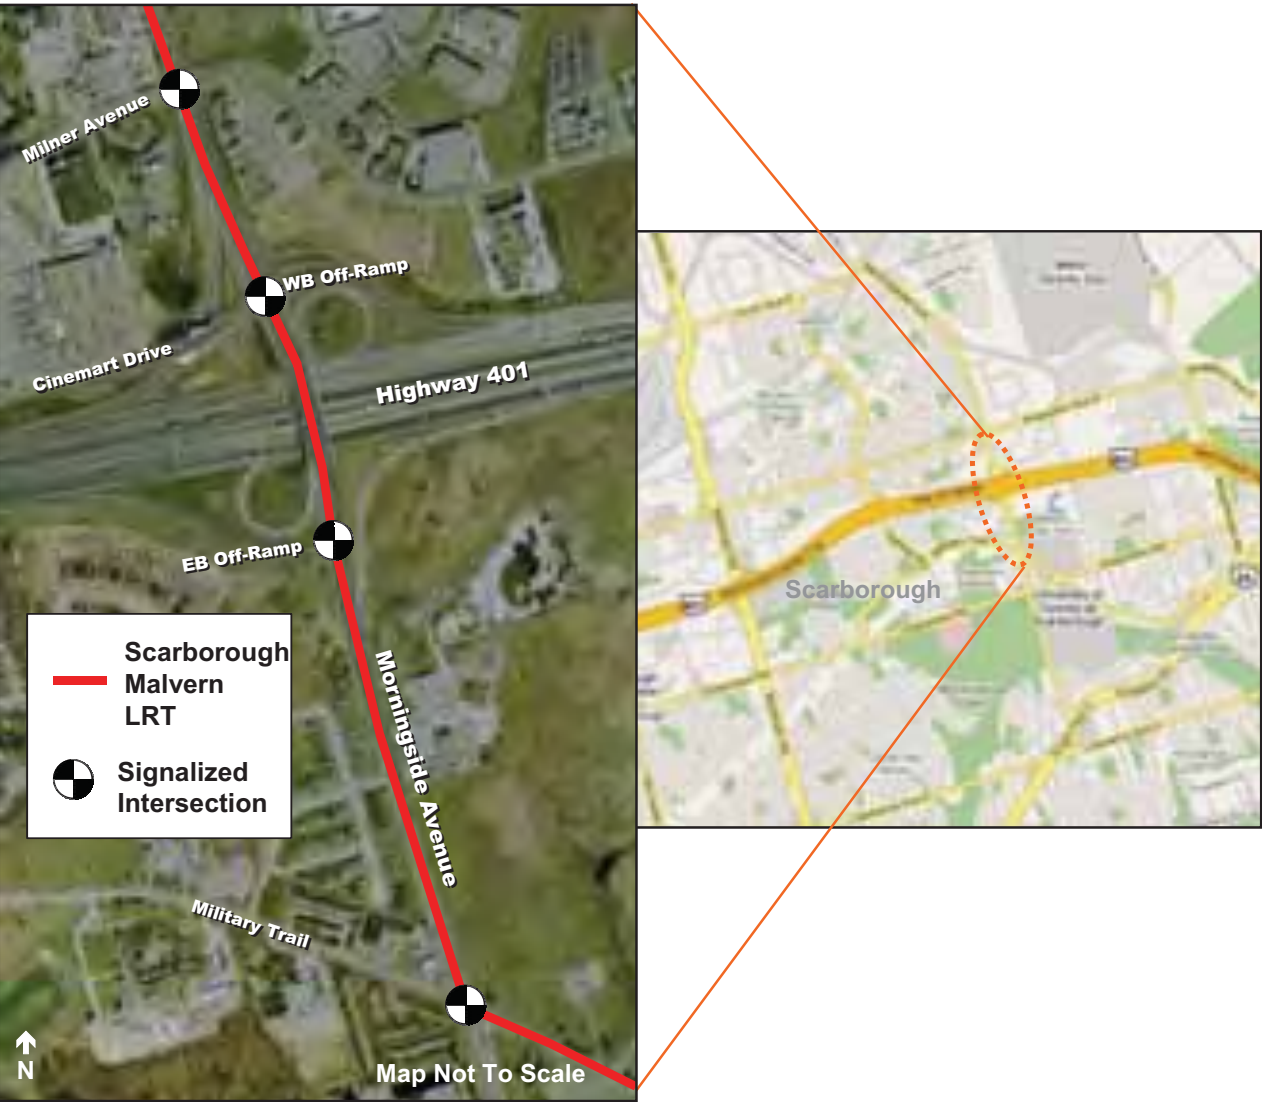 Milner Avenue
WB Off-Ramp
Cinemart Drive
Highway 401
EB Off-Ramp
Scarborough
Malvern
LRT
Signalized
Intersection
Morningside Avenue
Military Trail
N
Map Not To Scale
Scarborough